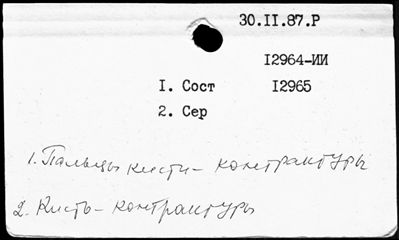 30.II.87.Р
I2964-ИИ
I. Сост I2965
2. Сер
1. Пальцы кисти - контрактуры
2. Кисть - контрактуры